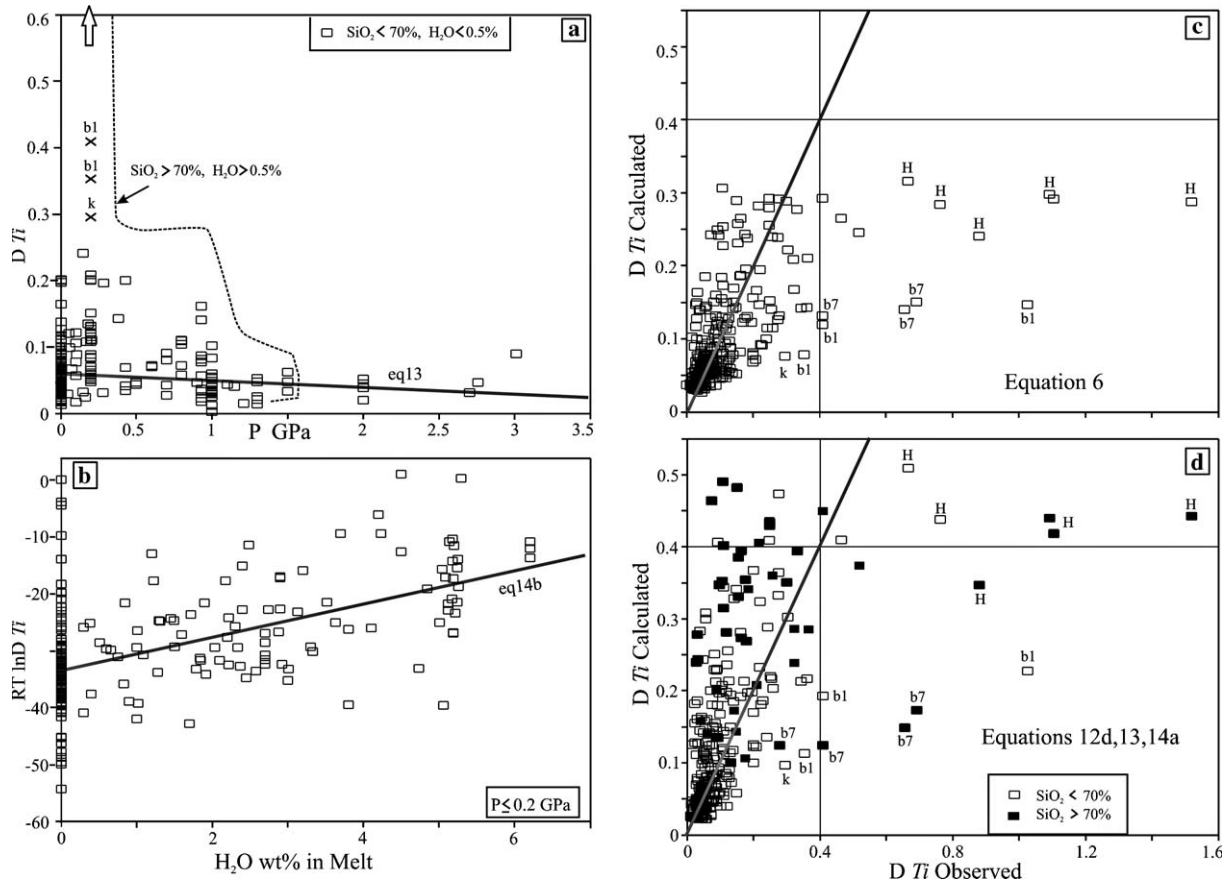 a
□ SiO₂ < 70%, H₂O < 0.5%
0.6
0.5
0.4
0.3
0.2
0.1
0
D Ti
b1
b1
k
SiO₂ > 70%, H₂O > 0.5%
eq13
0 0.5 1 2 3 3.5
P GPa
b
0
-10
-20
-30
-40
-50
-60
RT lnD Ti
eq14b
P ≤ 0.2 GPa
0 2 4 6
H₂O wt% in Melt
c
0.6
0.5
0.4
0.3
0.2
0.1
0
D Ti Calculated
H H H
H
H
b7 b7 b1
b1
k b1
Equation 6
d
0.5
0.4
0.3
0.2
0.1
0
D Ti Calculated
H
H H H
H
b1
b1
b7
b7
b7
k b1
Equations 12d,13,14a
□ SiO₂ < 70%
■ SiO₂ > 70%
0 0.4 0.8 1.2 1.6
D Ti Observed